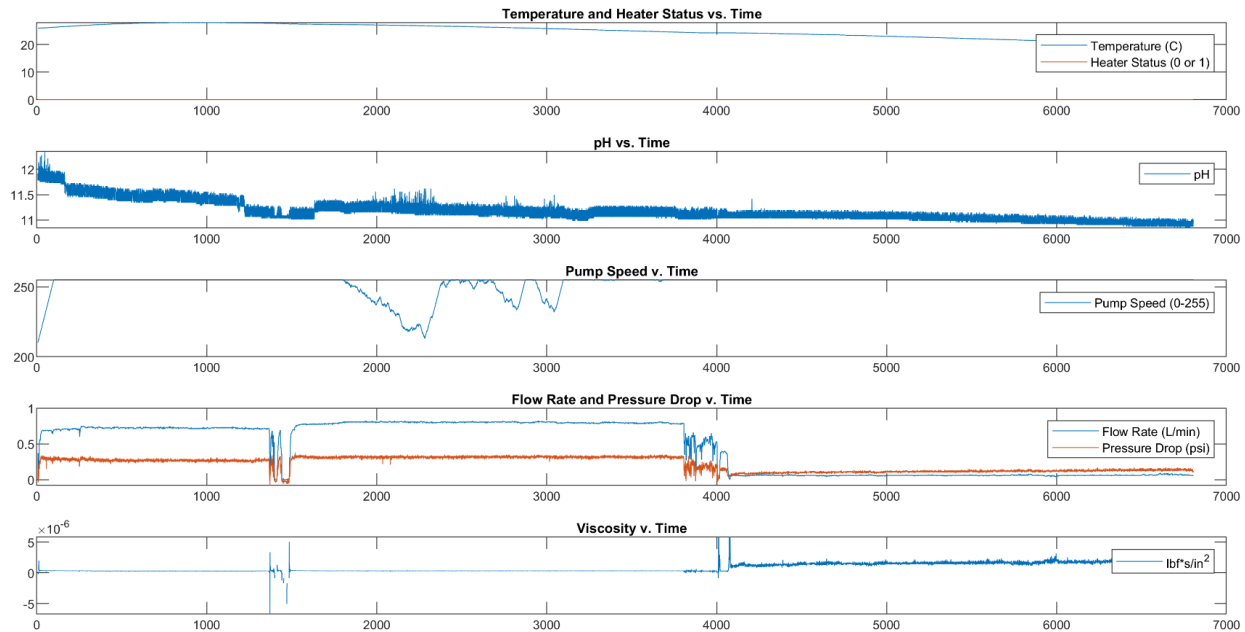 Temperature and Heater Status vs. Time
20
10
0
Temperature (C)
Heater Status (0 or 1)
0 1000 2000 3000 4000 5000 6000 7000
pH vs. Time
12
11.5
11
pH
0 1000 2000 3000 4000 5000 6000 7000
Pump Speed v. Time
250
200
Pump Speed (0-255)
0 1000 2000 3000 4000 5000 6000 7000
Flow Rate and Pressure Drop v. Time
1
0.5
0
Flow Rate (L/min)
Pressure Drop (psi)
0 1000 2000 3000 4000 5000 6000 7000
Viscosity v. Time
×10⁻⁶
5
0
-5
lbf*s/in²
0 1000 2000 3000 4000 5000 6000 7000